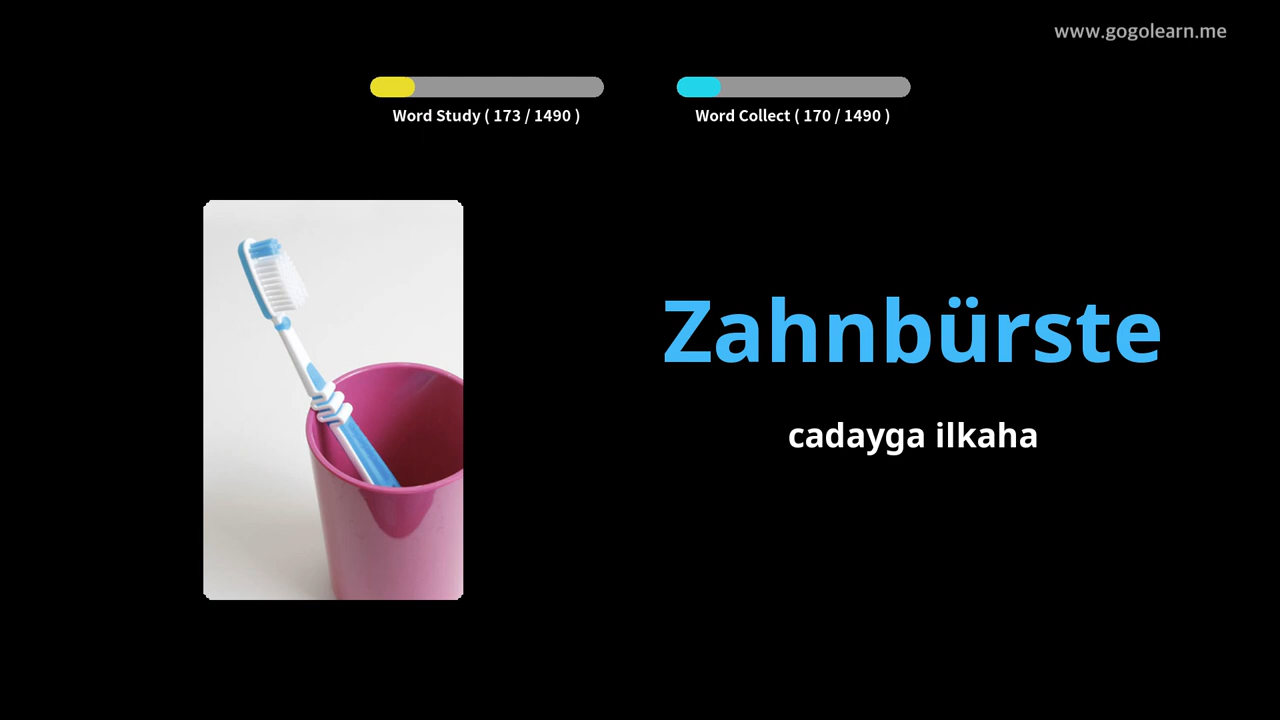 www.gogolearn.me
Word Study ( 173 / 1490 )
Word Collect ( 170 / 1490 )
Zahnbürste
cadayga ilkaha